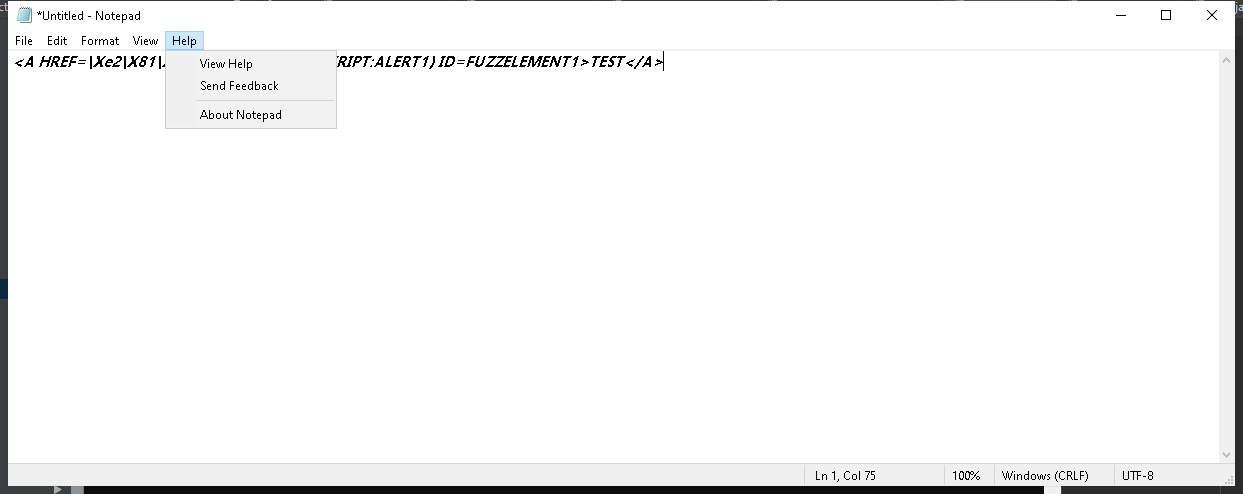 *Untitled - Notepad
File Edit Format View Help
<A HREF=\Xe2\X81\ RIPT:ALERT1) ID=FUZZELEMENT1>TEST</A>
View Help
Send Feedback
About Notepad
Ln 1, Col 75 100% Windows (CRLF) UTF-8